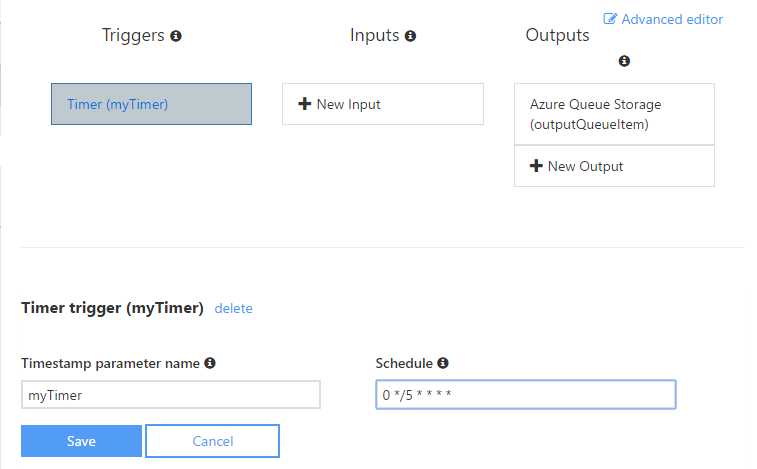 Advanced editor
Triggers
Inputs
Outputs
Timer (myTimer)
New Input
Azure Queue Storage
(outputQueueItem)
New Output
Timer trigger (myTimer) delete
Timestamp parameter name
Schedule
myTimer
0 */5 * * * *
Save
Cancel